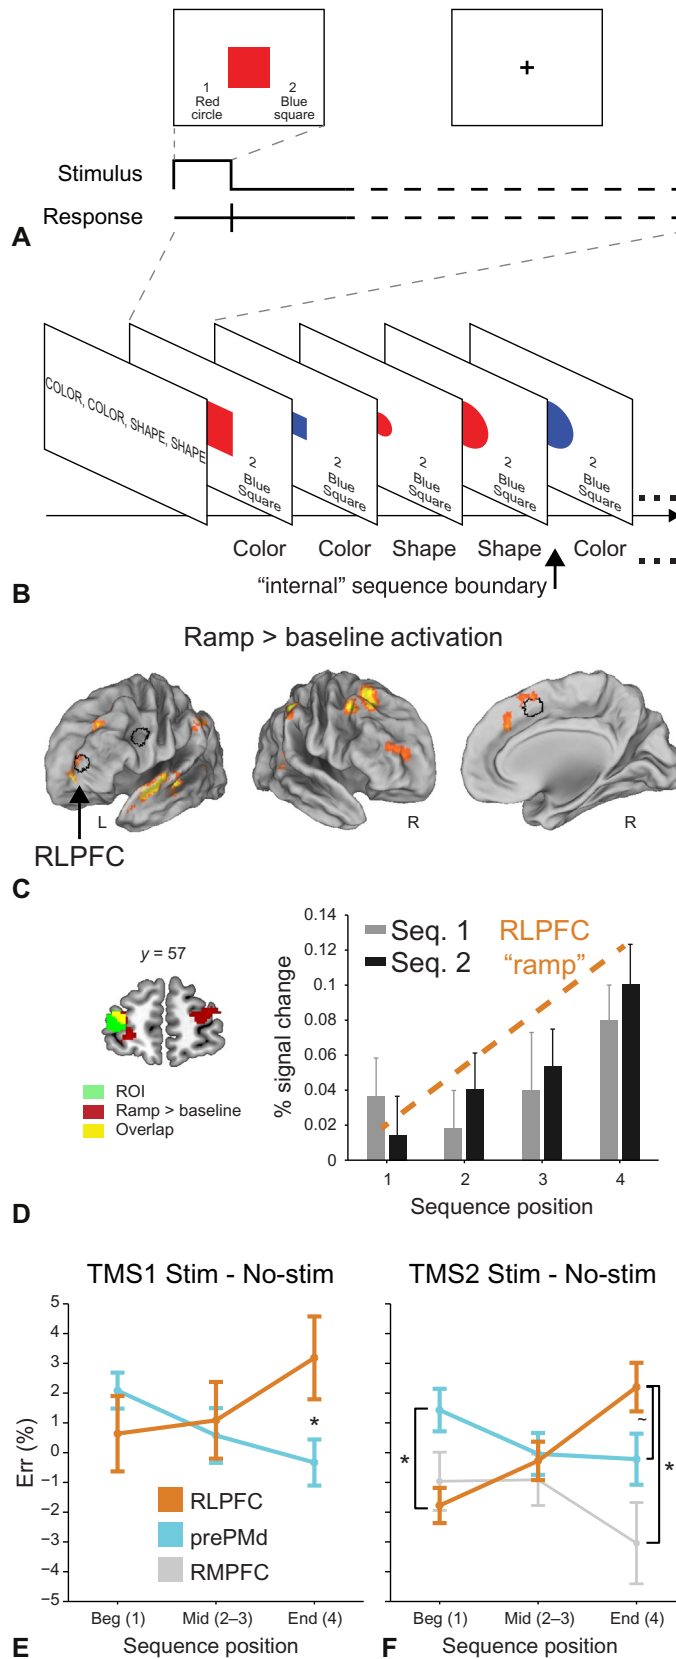 1
Red
circle
2
Blue
square
+
Stimulus
Response
A
COLOR, COLOR, SHAPE, SHAPE
2
Blue
Square
2
Blue
Square
2
Blue
Square
2
Blue
Square
2
Blue
Square
Color
Color
Shape
Shape
Color
“internal” sequence boundary
B
Ramp > baseline activation
L
R
R
RLPFC
C
y = 57
ROI
Ramp > baseline
Overlap
0.14
0.12
0.1
0.08
0.06
0.04
0.02
0
% signal change
Seq. 1
Seq. 2
RLPFC
“ramp”
1
2
3
4
Sequence position
D
TMS1 Stim - No-stim
5
4
3
2
1
0
−1
−2
−3
−4
−5
Err (%)
*
RLPFC
prePMd
RMPFC
Beg (1)
Mid (2–3)
End (4)
Sequence position
E
TMS2 Stim - No-stim
*
~
*
Beg (1)
Mid (2–3)
End (4)
Sequence position
F